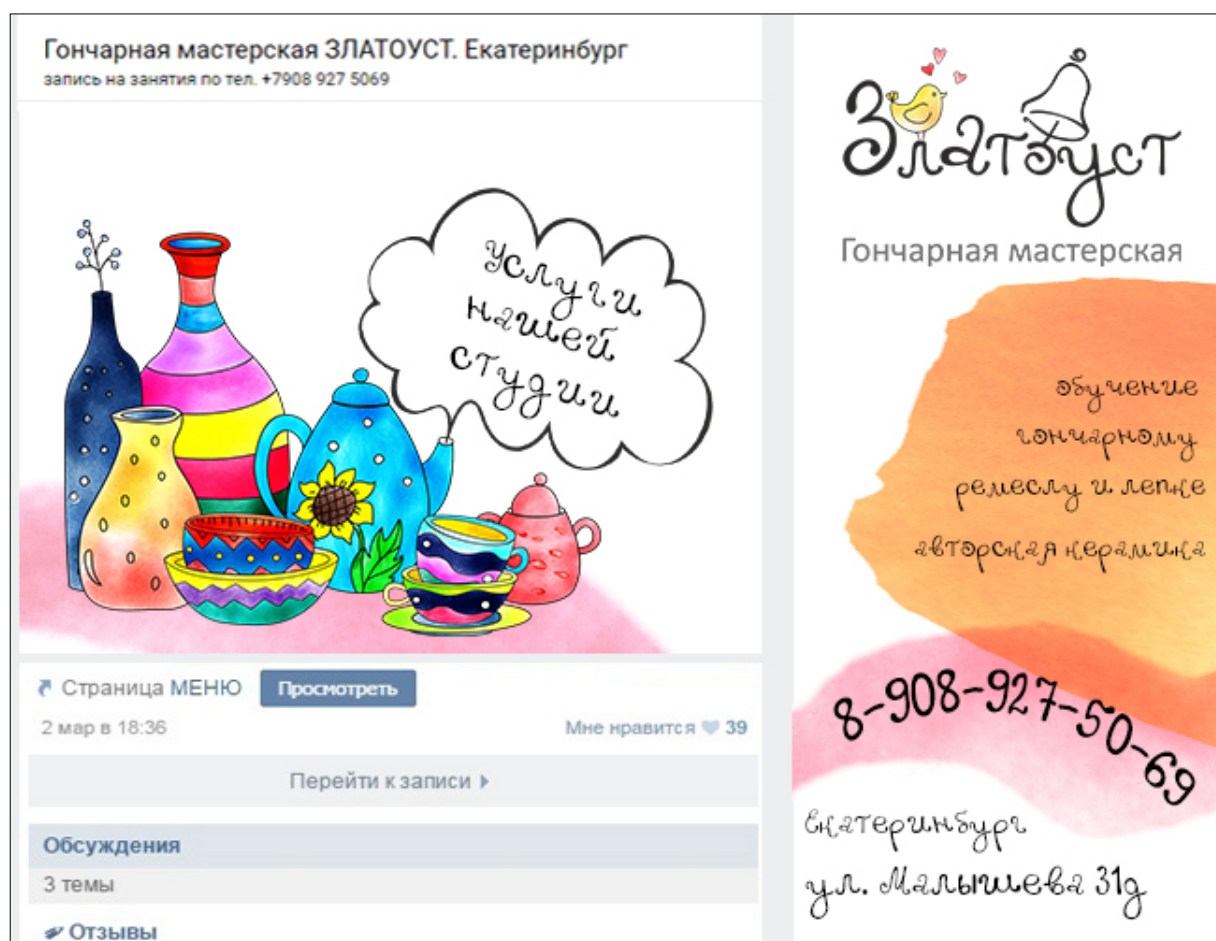 Гончарная мастерская ЗЛАТОУСТ. Екатеринбург
запись на занятия по тел. +7908 927 5069
Услуги
нашей
студии
Страница МЕНЮ
Просмотреть
2 мар в 18:36
Мне нравится 39
Перейти к записи
Обсуждения
3 темы
Отзывы
Златоуст
Гончарная мастерская
обучение
гончарному
ремеслу и лепке
авторская керамика
8-908-927-50-69
Екатеринбург
ул. Малышева 31д